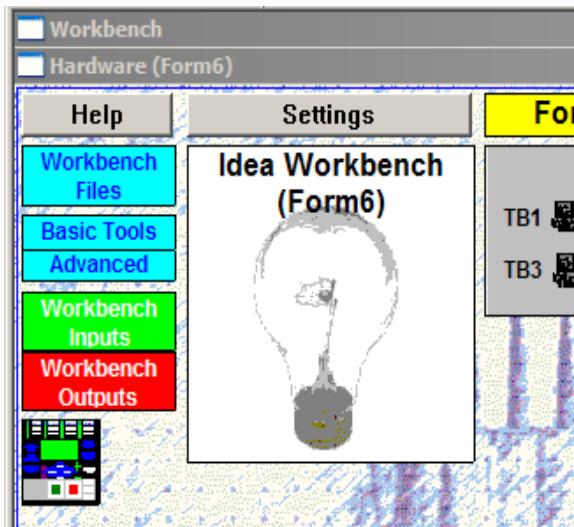 Workbench
Hardware (Form6)
Help
Settings
For
Workbench
Files
Basic Tools
Advanced
Workbench
Inputs
Workbench
Outputs
Idea Workbench
(Form6)
TB1
TB3